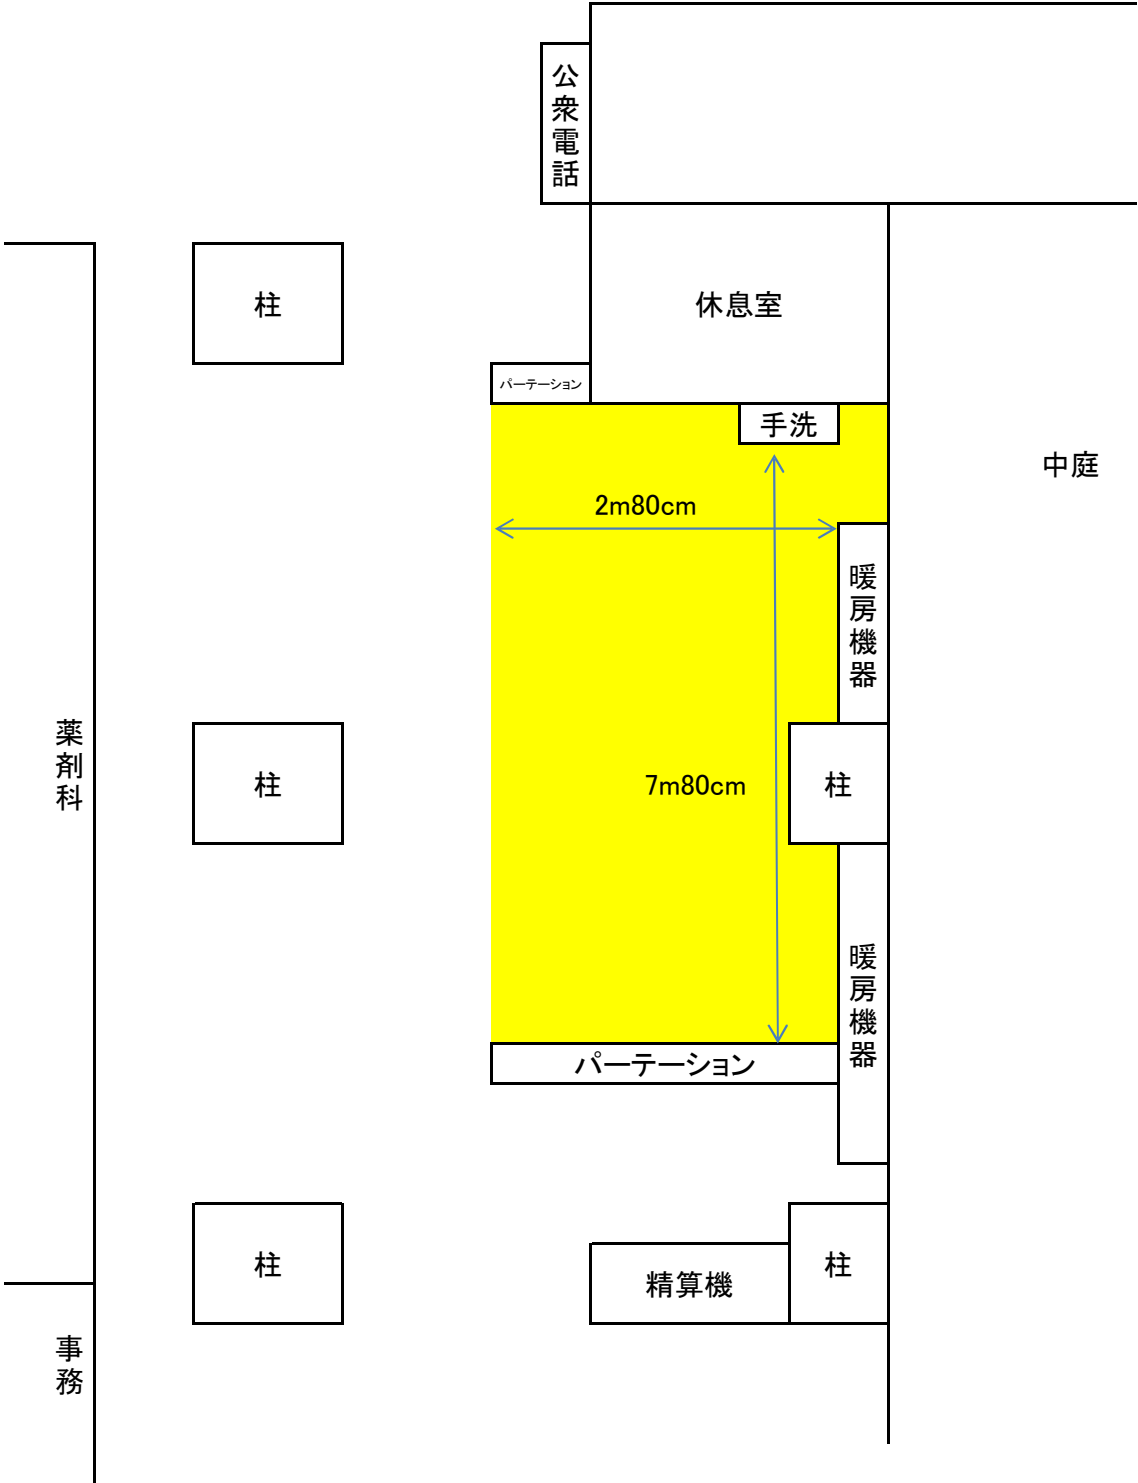 公衆電話
柱
休息室
パーテーション
手洗
中庭
2m80cm
暖房機器
薬剤科
柱
7m80cm
柱
暖房機器
パーテーション
柱
精算機
柱
事務